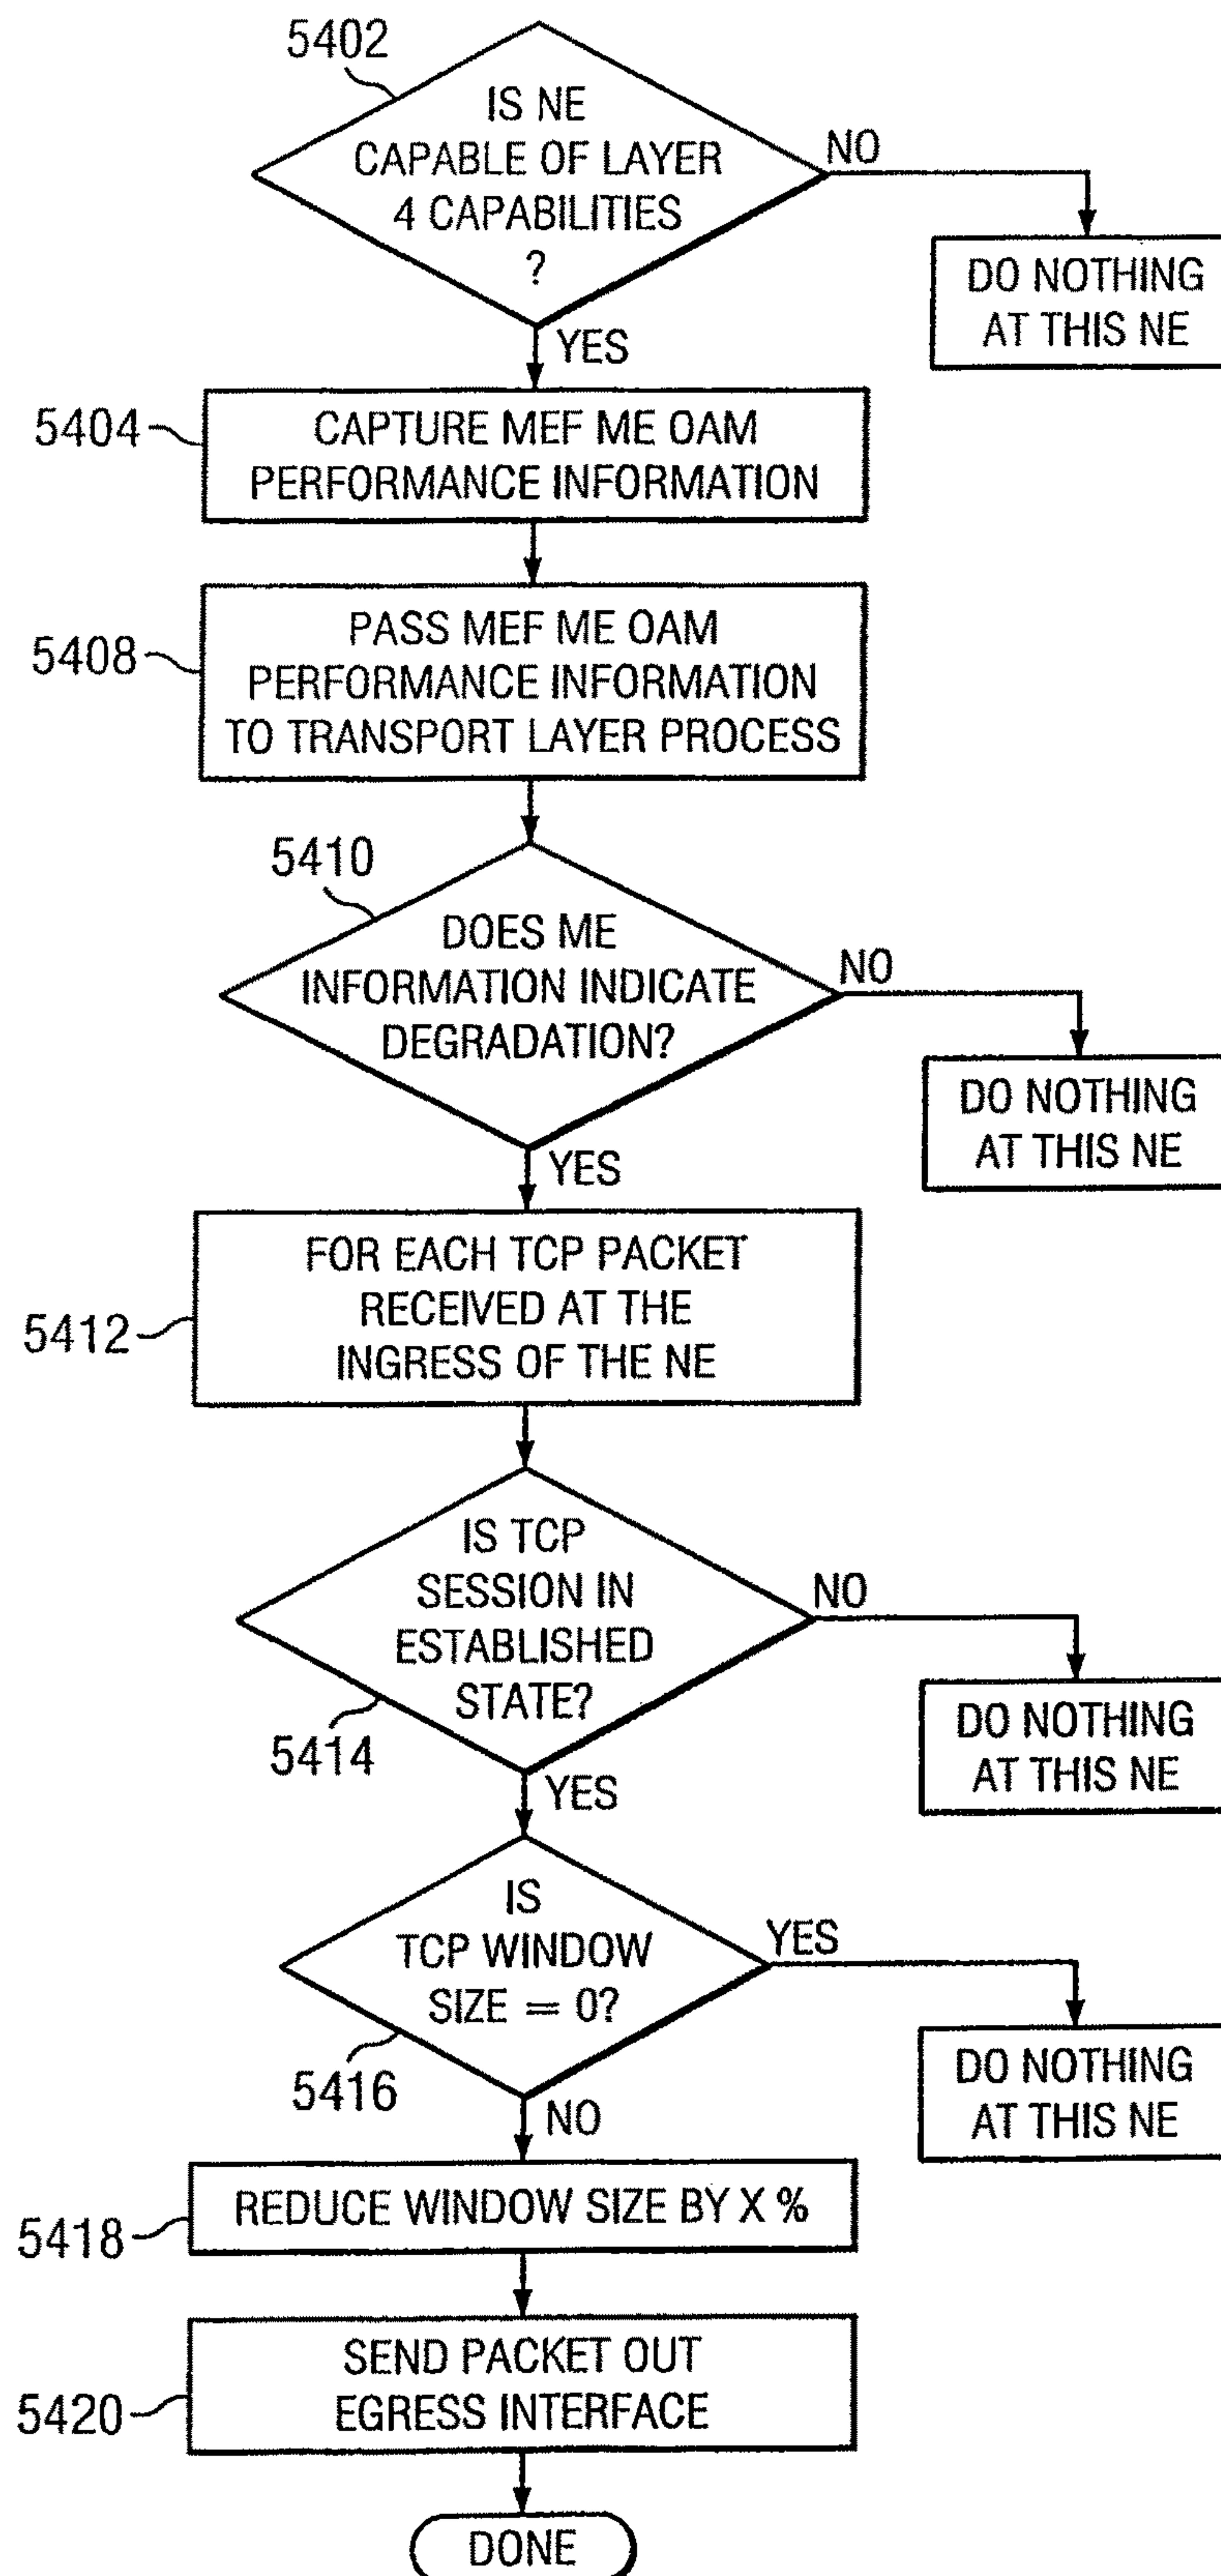 5402
IS NE
CAPABLE OF LAYER
4 CAPABILITIES
?
NO
DO NOTHING
AT THIS NE
YES
5404
CAPTURE MEF ME OAM
PERFORMANCE INFORMATION
5408
PASS MEF ME OAM
PERFORMANCE INFORMATION
TO TRANSPORT LAYER PROCESS
5410
DOES ME
INFORMATION INDICATE
DEGRADATION?
NO
DO NOTHING
AT THIS NE
YES
5412
FOR EACH TCP PACKET
RECEIVED AT THE
INGRESS OF THE NE
IS TCP
SESSION IN
ESTABLISHED
STATE?
5414
NO
DO NOTHING
AT THIS NE
YES
IS
TCP WINDOW
SIZE = 0?
5416
YES
DO NOTHING
AT THIS NE
NO
5418
REDUCE WINDOW SIZE BY X %
5420
SEND PACKET OUT
EGRESS INTERFACE
DONE